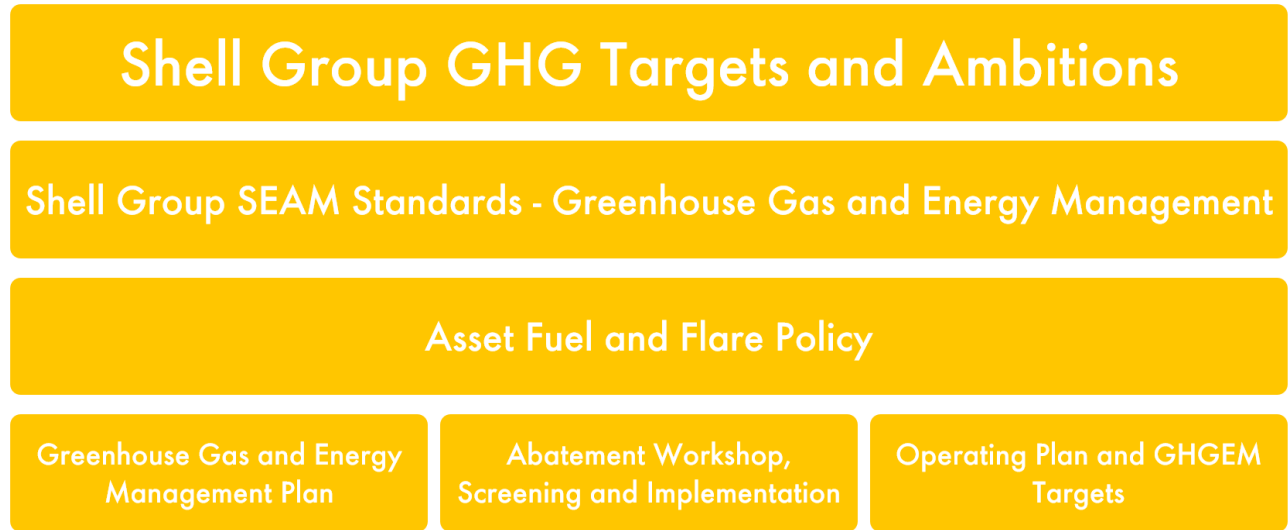 Shell Group GHG Targets and Ambitions
Shell Group SEAM Standards - Greenhouse Gas and Energy Management
Asset Fuel and Flare Policy
Greenhouse Gas and Energy
Management Plan
Abatement Workshop,
Screening and Implementation
Operating Plan and GHGEM
Targets